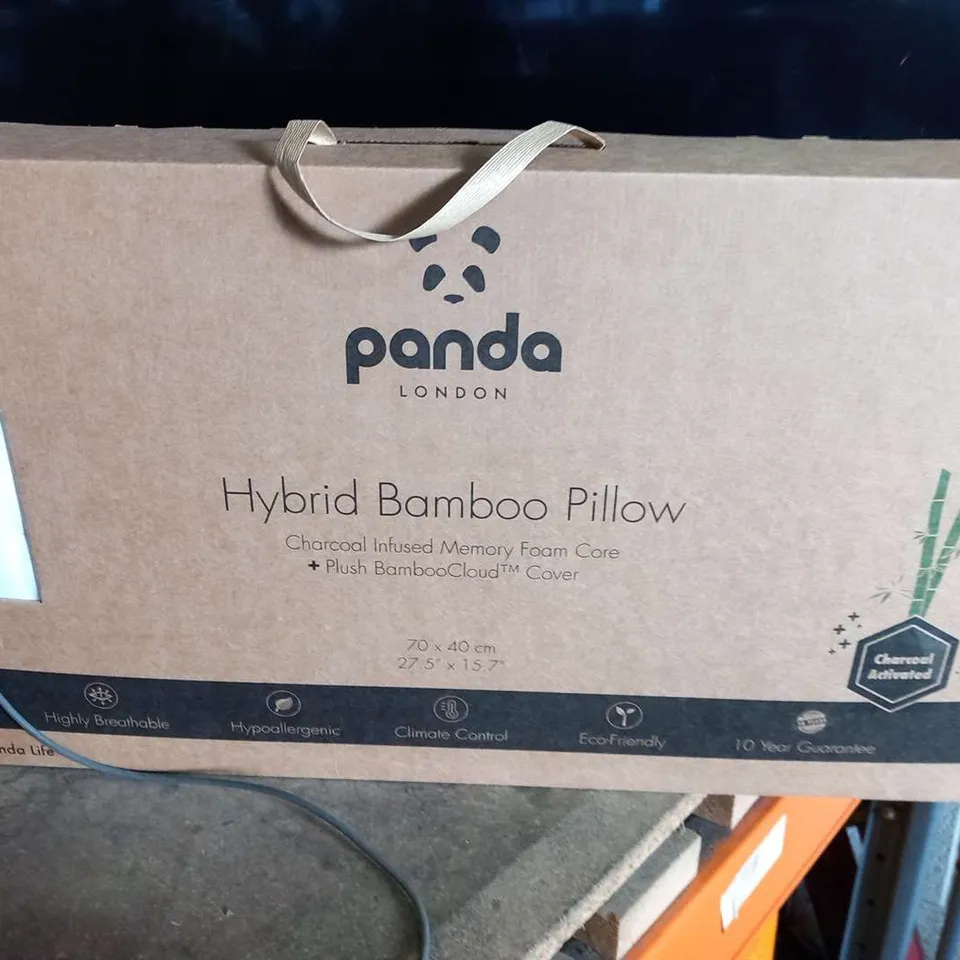 panda
LONDON
Hybrid Bamboo Pillow
Charcoal Infused Memory Foam Core
+ Plush BambooCloud™ Cover
70 x 40 cm
27.5" x 15.7"
Charcoal
Activated
Highly Breathable
Hypoallergenic
Climate Control
Eco-Friendly
10 Year Guarantee
nda Life